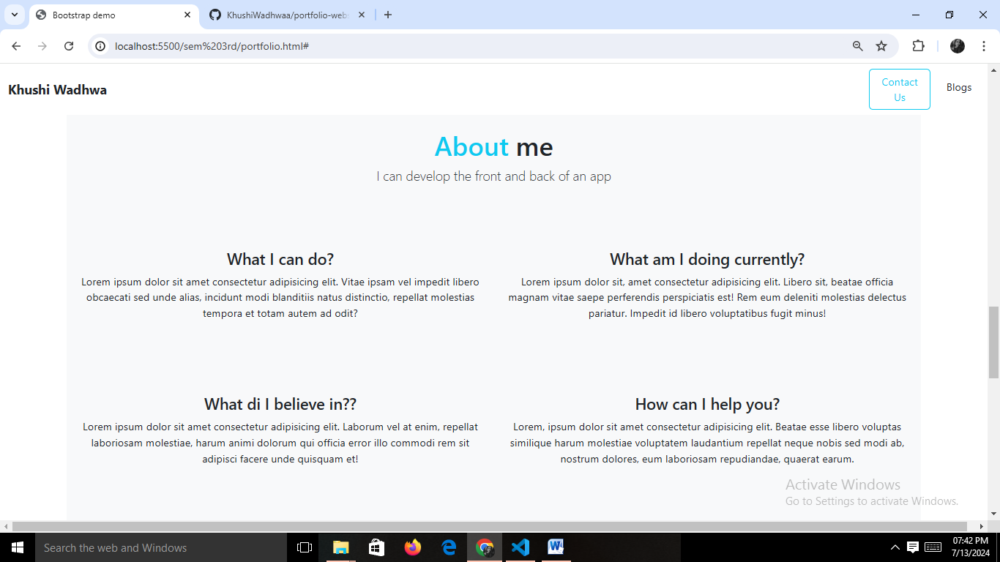 Bootstrap demo
KhushiWadhwaa/portfolio-webs
localhost:5500/sem%203rd/portfolio.html#
Khushi Wadhwa
Contact
Us
Blogs
About me
I can develop the front and back of an app
What I can do?
Lorem ipsum dolor sit amet consectetur adipisicing elit. Vitae ipsam vel impedit libero
obcaecati sed unde alias, incidunt modi blanditiis natus distinctio, repellat molestias
tempora et totam autem ad odit?
What am I doing currently?
Lorem ipsum dolor sit, amet consectetur adipisicing elit. Libero sit, beatae officia
magnam vitae saepe perferendis perspiciatis est! Rem eum deleniti molestias delectus
pariatur. Impedit id libero voluptatibus fugit minus!
What di I believe in??
Lorem ipsum dolor sit amet consectetur adipisicing elit. Laborum vel at enim, repellat
laboriosam molestiae, harum animi dolorum qui officia error illo commodi rem sit
adipisci facere unde quisquam et!
How can I help you?
Lorem, ipsum dolor sit amet consectetur adipisicing elit. Beatae esse libero voluptas
similique harum molestiae voluptatem laudantium repellat neque nobis sed modi ab,
nostrum dolores, eum laboriosam repudiandae, quaerat earum.
Activate Windows
Go to Settings to activate Windows.
Search the web and Windows
07:42 PM
7/13/2024